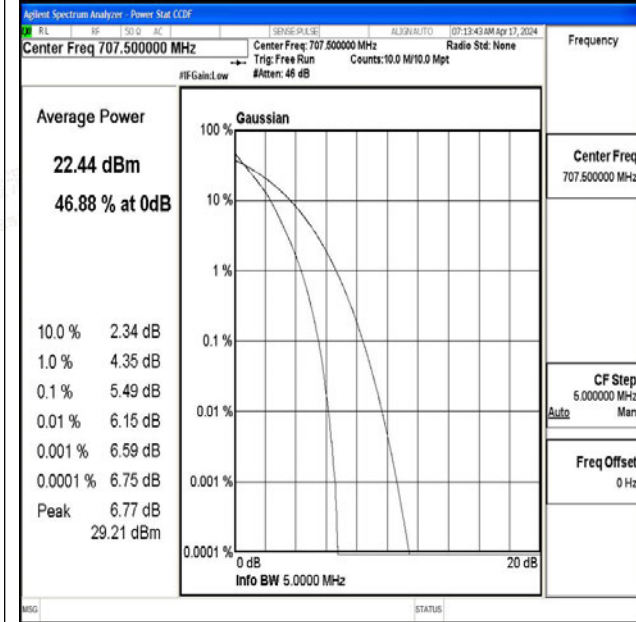 Agilent Spectrum Analyzer - Power Stat CCDF
RL RF 50 Ω AC SENSE:PULSE ALIGNAUTO 07:13:43 AM Apr 17, 2024
Center Freq 707.500000 MHz
Center Freq: 707.500000 MHz Radio Std: None
Trig: Free Run Counts:10.0 M/10.0 Mpt
#IFGain:Low #Atten: 46 dB
Frequency
Center Freq
707.500000 MHz
CF Step
5.000000 MHz
Auto Man
Freq Offset
0 Hz
Average Power
22.44 dBm
46.88 % at 0dB
10.0 % 2.34 dB
1.0 % 4.35 dB
0.1 % 5.49 dB
0.01 % 6.15 dB
0.001 % 6.59 dB
0.0001 % 6.75 dB
Peak 6.77 dB
29.21 dBm
Gaussian
100 %
10 %
1 %
0.1 %
0.01 %
0.001 %
0.0001 %
0 dB 20 dB
Info BW 5.0000 MHz
MSG STATUS